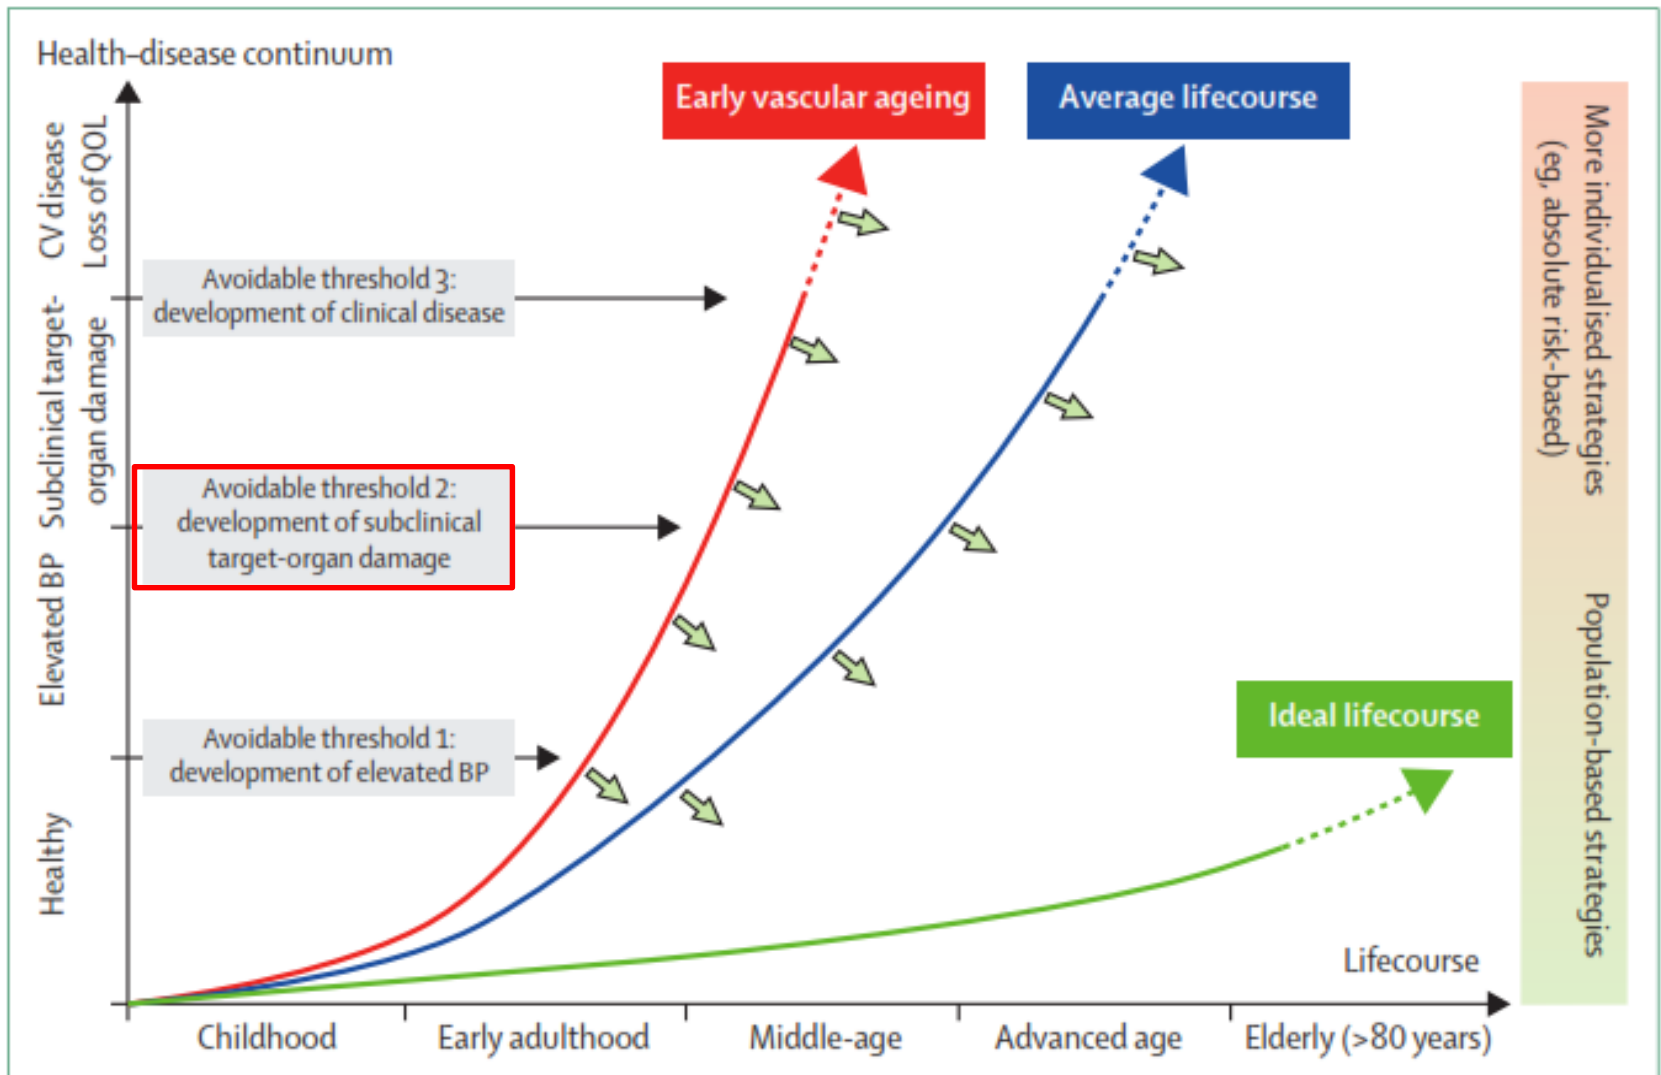 Health–disease continuum
Early vascular ageing
Average lifecourse
CV disease
Loss of QOL
Avoidable threshold 3:
development of clinical disease
Subclinical target-
organ damage
Avoidable threshold 2:
development of subclinical
target-organ damage
Elevated BP
Avoidable threshold 1:
development of elevated BP
Healthy
Ideal lifecourse
Lifecourse
Childhood
Early adulthood
Middle-age
Advanced age
Elderly (>80 years)
More individualised strategies
(eg, absolute risk-based)
Population-based strategies